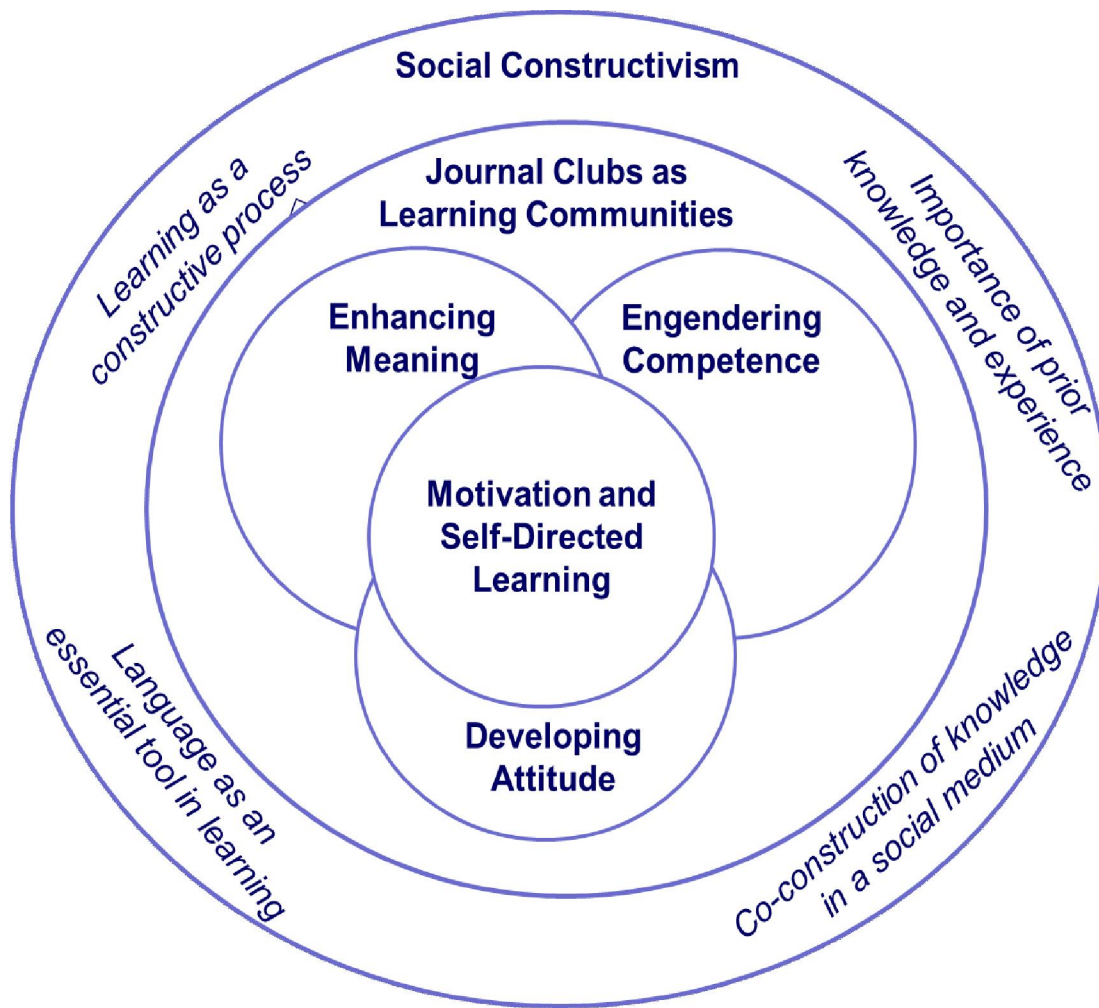 Social Constructivism
Learning as a
constructive process
Importance of prior
knowledge and experience
Journal Clubs as
Learning Communities
Enhancing
Meaning
Engendering
Competence
Motivation and
Self-Directed
Learning
Developing
Attitude
Language as an
essential tool in learning
Co-construction of knowledge
in a social medium